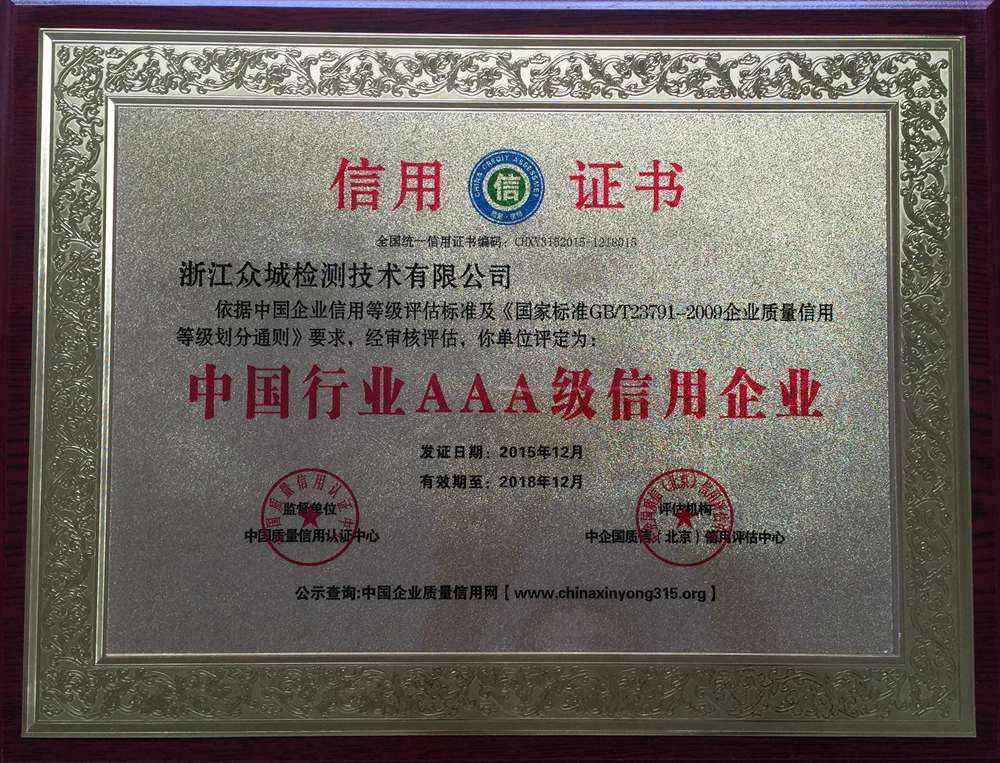 信用 证书
CHINA CREDIT ASSESSMET
信
全国统一信用证书编码：CHXY3152015-1218015
浙江众城检测技术有限公司
依据中国企业信用等级评估标准及《国家标准GB/T23791-2009企业质量信用
等级划分通则》要求，经审核评估，你单位评定为：
中国行业AAA级信用企业
发证日期：2015年12月
有效期至：2018年12月
监督单位 评估机构
中国质量信用认证中心 中企国质信（北京）信用评估中心
公示查询:中国企业质量信用网【www.chinaxinyong315.org】